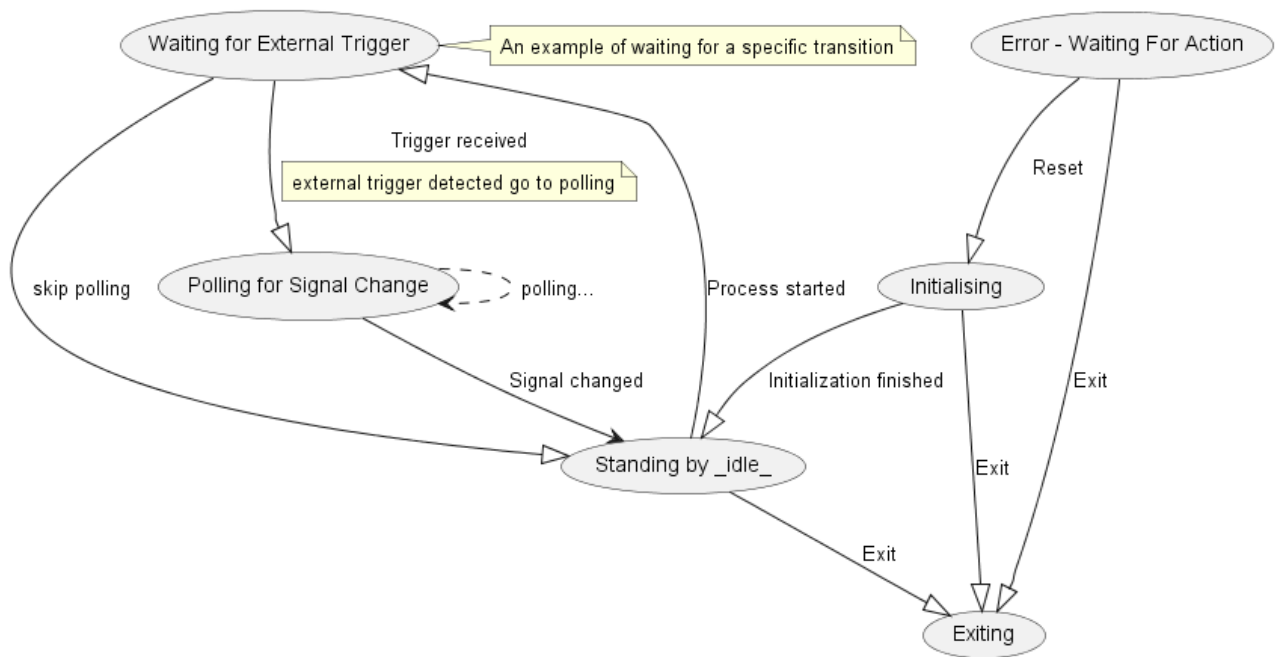 Waiting for External Trigger
An example of waiting for a specific transition
Error - Waiting For Action
Trigger received
external trigger detected go to polling
Reset
skip polling
Polling for Signal Change
polling...
Process started
Initialising
Signal changed
Initialization finished
Exit
Standing by _idle_
Exit
Exit
Exiting